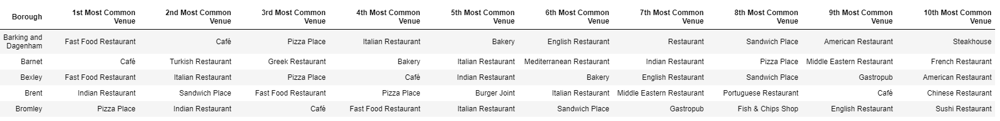 Borough 1st Most Common Venue 2nd Most Common Venue 3rd Most Common Venue 4th Most Common Venue 5th Most Common Venue 6th Most Common Venue 7th Most Common Venue 8th Most Common Venue 9th Most Common Venue 10th Most Common Venue
Barking and Dagenham Fast Food Restaurant Café Pizza Place Italian Restaurant Bakery English Restaurant Restaurant Sandwich Place American Restaurant Steakhouse
Barnet Café Turkish Restaurant Greek Restaurant Bakery Italian Restaurant Mediterranean Restaurant Indian Restaurant Pizza Place Middle Eastern Restaurant French Restaurant
Bexley Fast Food Restaurant Italian Restaurant Pizza Place Café Indian Restaurant Bakery English Restaurant Sandwich Place Gastropub American Restaurant
Brent Indian Restaurant Sandwich Place Fast Food Restaurant Pizza Place Burger Joint Italian Restaurant Middle Eastern Restaurant Portuguese Restaurant Café Chinese Restaurant
Bromley Pizza Place Indian Restaurant Café Fast Food Restaurant Italian Restaurant Sandwich Place Gastropub Fish & Chips Shop English Restaurant Sushi Restaurant